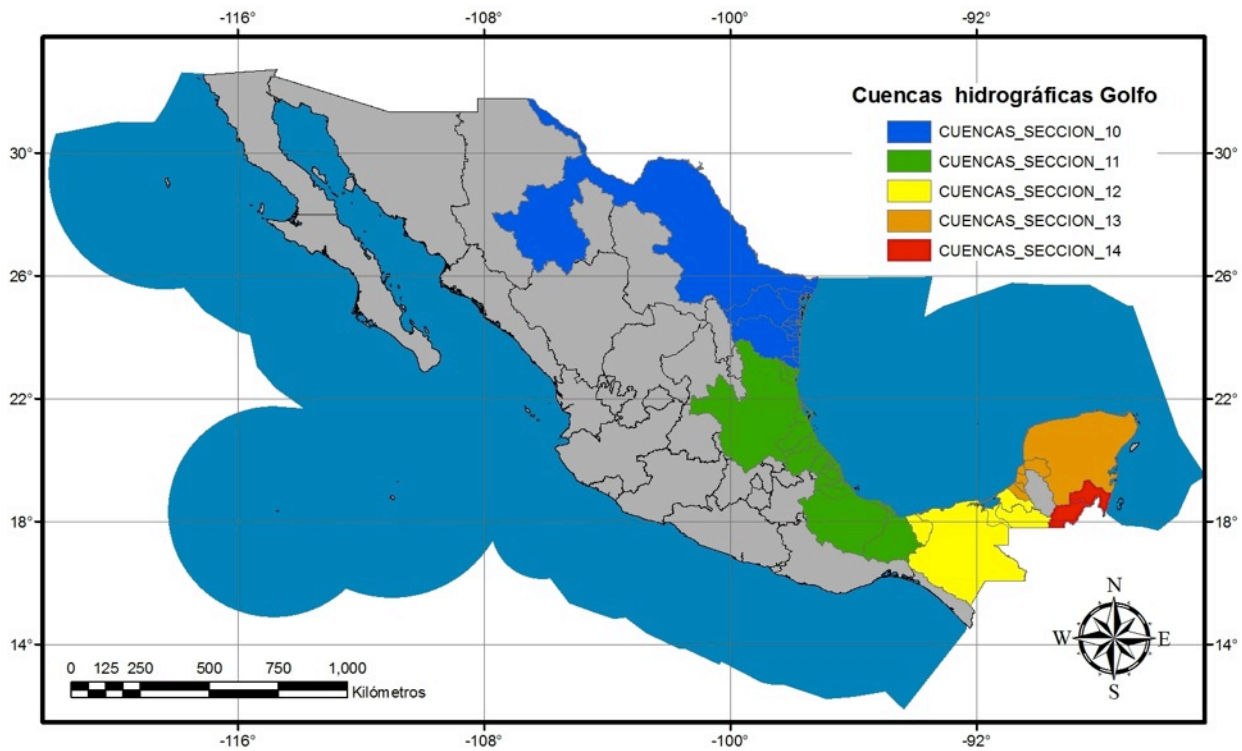 -116° -108° -100° -92°
Cuencas hidrográficas Golfo
CUENCAS_SECCION_10
CUENCAS_SECCION_11
CUENCAS_SECCION_12
CUENCAS_SECCION_13
CUENCAS_SECCION_14
30° 30°
26° 26°
22° 22°
18° 18°
14° 14°
N
W E
S
0 125 250 500 750 1,000
Kilómetros
-116° -108° -100° -92°